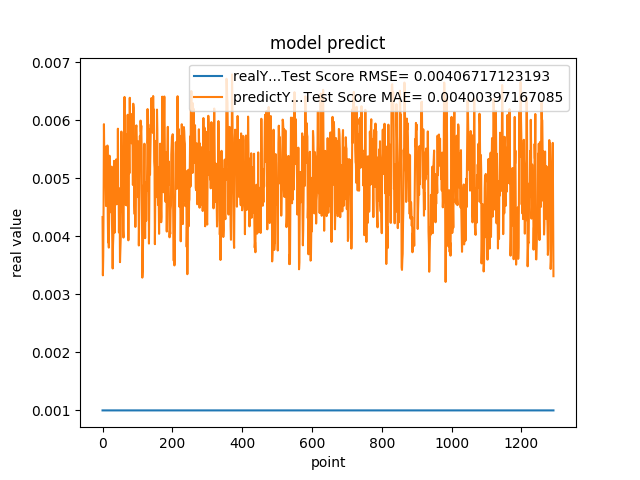 model predict
realY...Test Score RMSE= 0.00406717123193
predictY...Test Score MAE= 0.00400397167085
0.007
0.006
0.005
0.004
0.003
0.002
0.001
real value
0 200 400 600 800 1000 1200
point